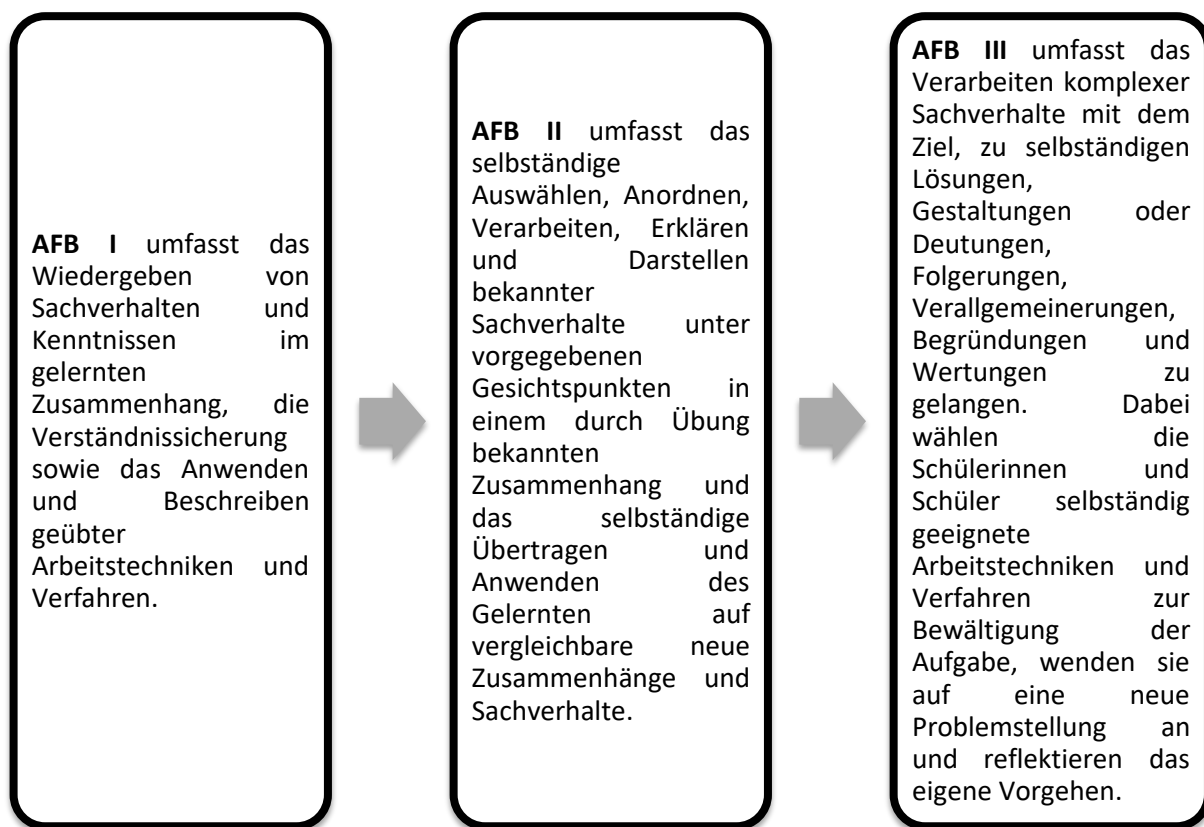 AFB I umfasst das
Wiedergeben von
Sachverhalten und
Kenntnissen im
gelernten
Zusammenhang, die
Verständnissicherung
sowie das Anwenden
und Beschreiben
geübter
Arbeitstechniken und
Verfahren.
AFB II umfasst das
selbständige
Auswählen, Anordnen,
Verarbeiten, Erklären
und Darstellen
bekannter
Sachverhalte unter
vorgegebenen
Gesichtspunkten in
einem durch Übung
bekannten
Zusammenhang und
das selbständige
Übertragen und
Anwenden des
Gelernten auf
vergleichbare neue
Zusammenhänge und
Sachverhalte.
AFB III umfasst das
Verarbeiten komplexer
Sachverhalte mit dem
Ziel, zu selbständigen
Lösungen,
Gestaltungen oder
Deutungen,
Folgerungen,
Verallgemeinerungen,
Begründungen und
Wertungen zu
gelangen. Dabei
wählen die
Schülerinnen und
Schüler selbständig
geeignete
Arbeitstechniken und
Verfahren zur
Bewältigung der
Aufgabe, wenden sie
auf eine neue
Problemstellung an
und reflektieren das
eigene Vorgehen.